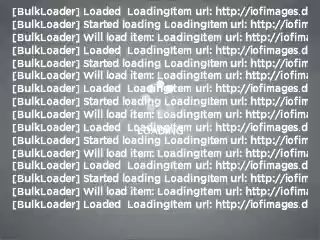 [BulkLoader] Loaded LoadingItem url: http://iofimages.d
[BulkLoader] Started loading LoadingItem url: http://iofim
[BulkLoader] Will load item: LoadingItem url: http://iofima
[BulkLoader] Loaded LoadingItem url: http://iofimages.d
[BulkLoader] Started loading LoadingItem url: http://iofim
[BulkLoader] Will load item: LoadingItem url: http://iofima
[BulkLoader] Loaded LoadingItem url: http://iofimages.d
[BulkLoader] Started loading LoadingItem url: http://iofim
[BulkLoader] Will load item: LoadingItem url: http://iofima
[BulkLoader] Loaded LoadingItem url: http://iofimages.d
LOADING
[BulkLoader] Started loading LoadingItem url: http://iofim
[BulkLoader] Will load item: LoadingItem url: http://iofima
[BulkLoader] Loaded LoadingItem url: http://iofimages.d
[BulkLoader] Started loading LoadingItem url: http://iofim
[BulkLoader] Will load item: LoadingItem url: http://iofima
[BulkLoader] Loaded LoadingItem url: http://iofimages.d